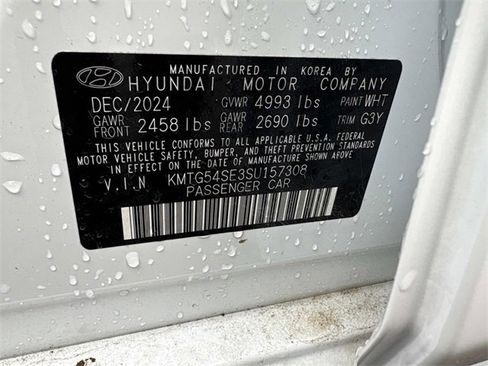 MANUFACTURED IN KOREA BY
HYUNDAI MOTOR COMPANY
DEC/2024 GVWR 4993 lbs PAINT WHT
GAWR FRONT 2458 lbs GAWR REAR 2690 lbs TRIM G3Y
THIS VEHICLE CONFORMS TO ALL APPLICABLE U.S.A. FEDERAL
MOTOR VEHICLE SAFETY, BUMPER, AND THEFT PREVENTION STANDARDS
IN EFFECT ON THE DATE OF MANUFACTURE SHOWN ABOVE.
V.I.N KMTG54SE3SU157308
PASSENGER CAR